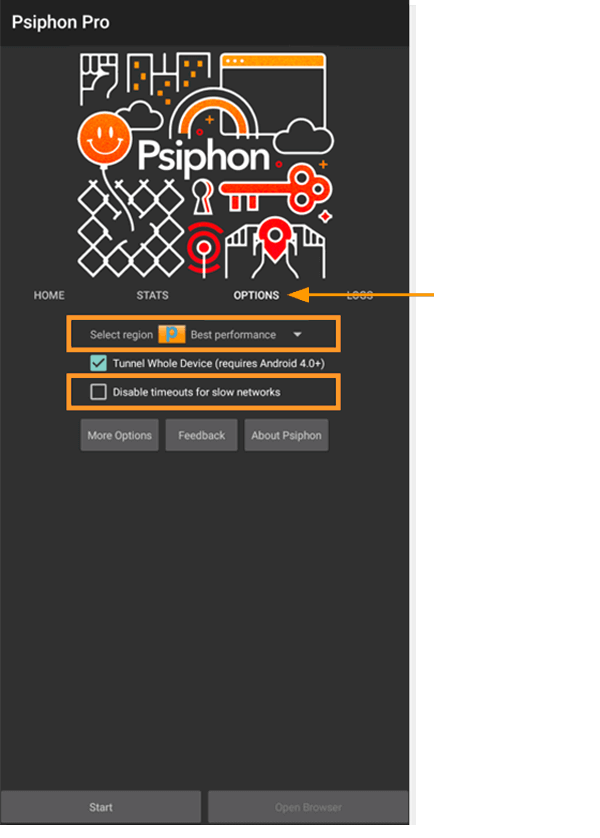 Psiphon Pro
Psiphon
HOME STATS OPTIONS LOGS
Select region Best performance
Tunnel Whole Device (requires Android 4.0+)
Disable timeouts for slow networks
More Options Feedback About Psiphon
Start Open Browser